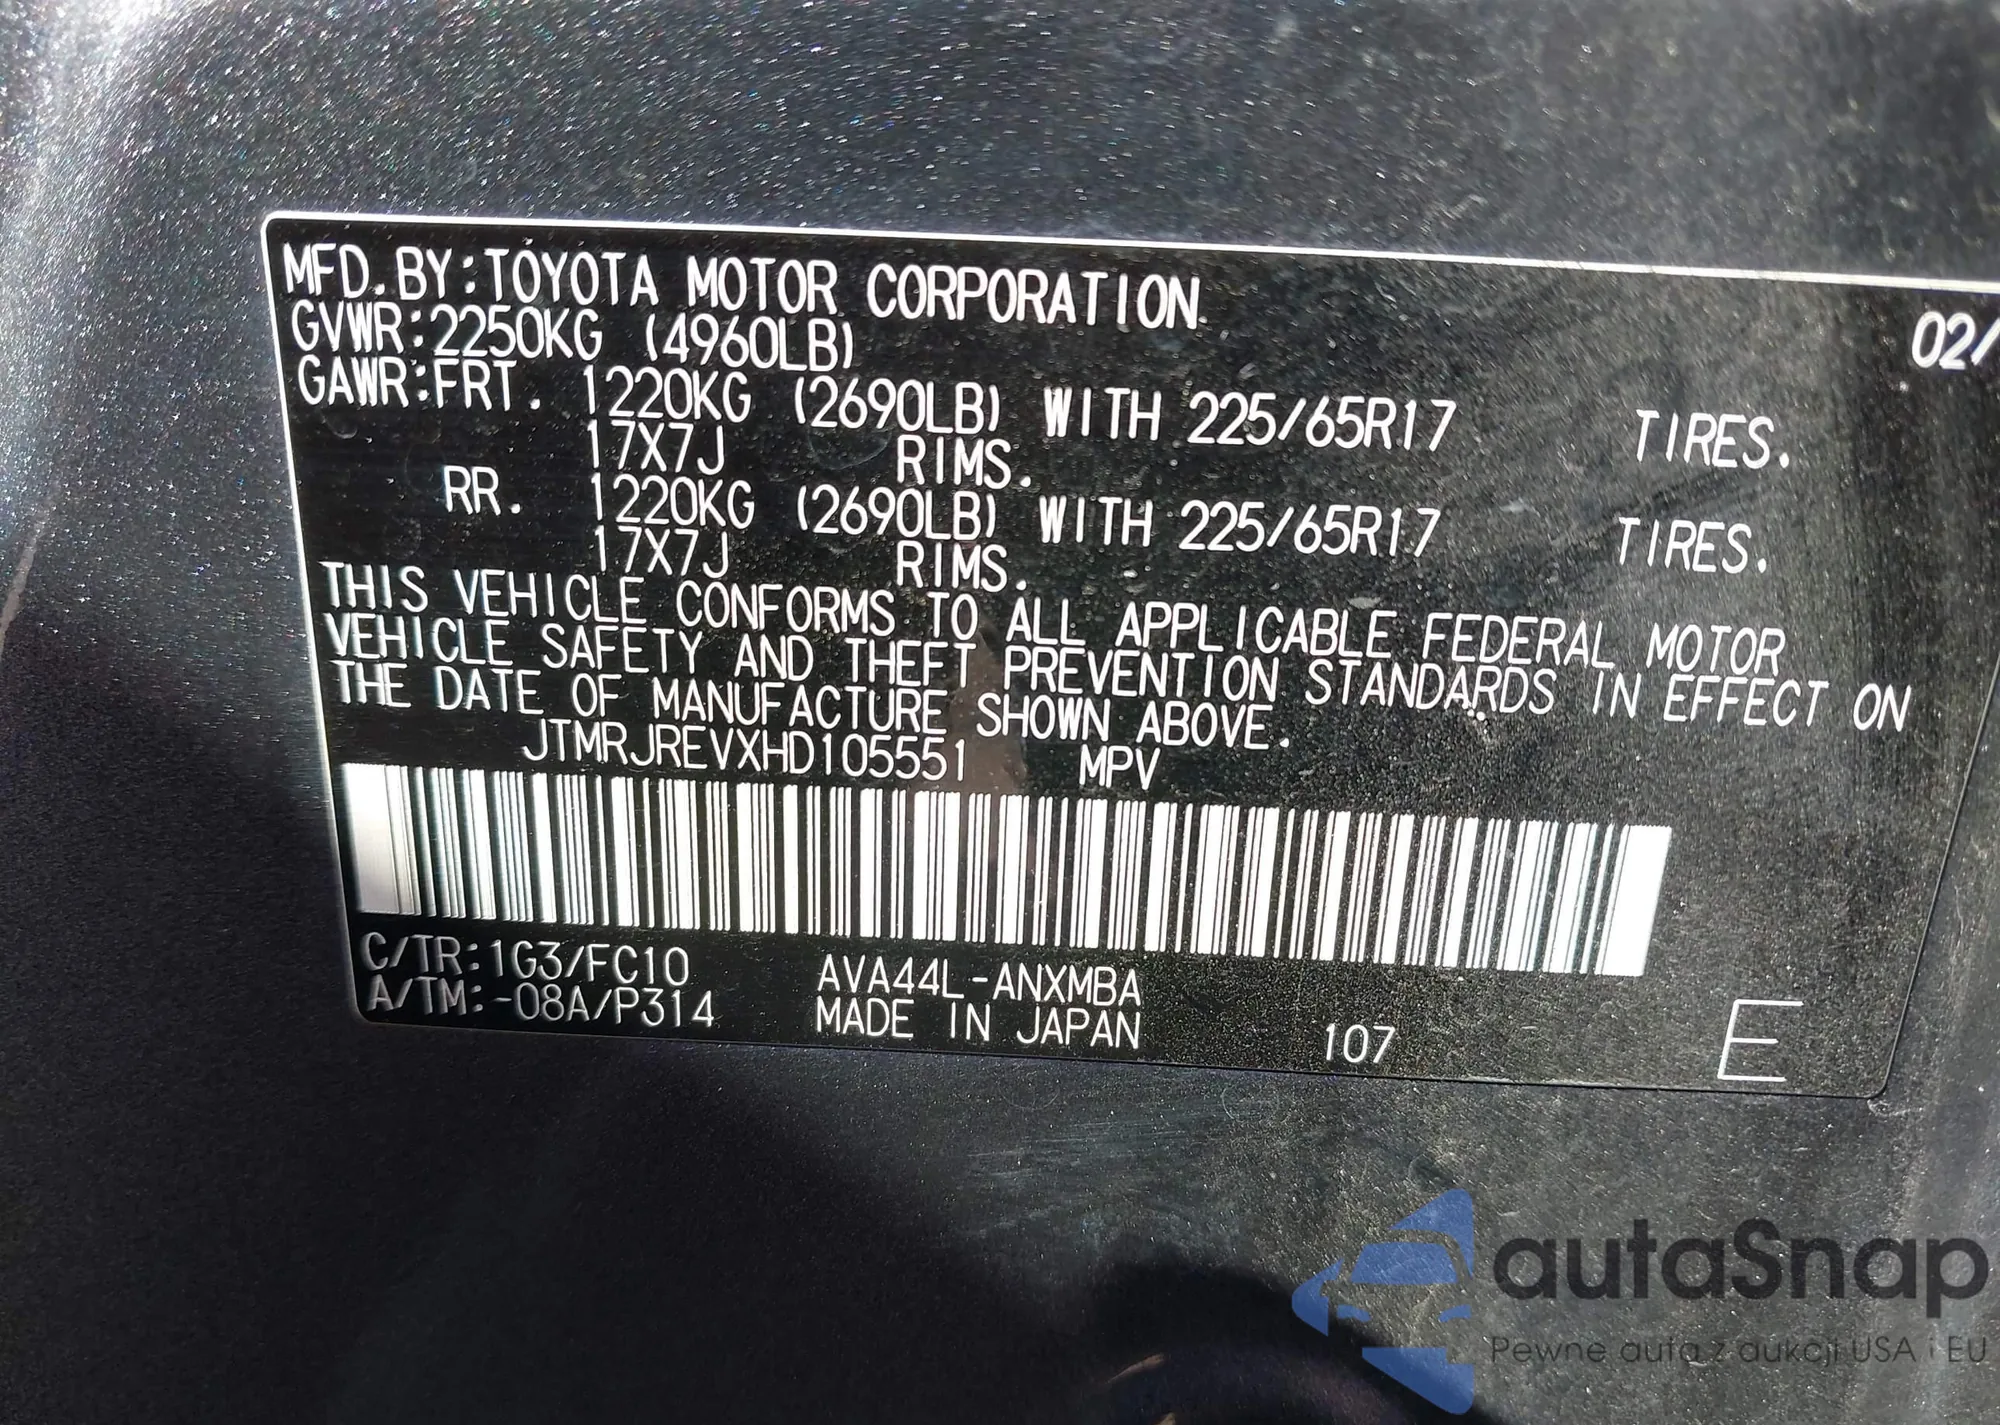 MFD.BY:TOYOTA MOTOR CORPORATION 02/
GVWR:2250KG (4960LB)
GAWR:FRT. 1220KG (2690LB) WITH 225/65R17 TIRES.
17X7J RIMS.
RR. 1220KG (2690LB) WITH 225/65R17 TIRES.
17X7J RIMS.
THIS VEHICLE CONFORMS TO ALL APPLICABLE FEDERAL MOTOR
VEHICLE SAFETY AND THEFT PREVENTION STANDARDS IN EFFECT ON
THE DATE OF MANUFACTURE SHOWN ABOVE.
JTMRJREVXHD105551 MPV
C/TR:1G3/FC10 AVA44L-ANXMBA
A/TM:-08A/P314 MADE IN JAPAN 107 E
autaSnap
Pewne auta z aukcji USA i EU